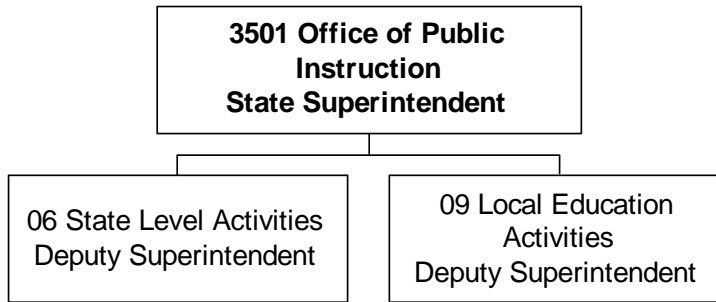 3501 Office of Public
Instruction
State Superintendent
06 State Level Activities
Deputy Superintendent
09 Local Education
Activities
Deputy Superintendent